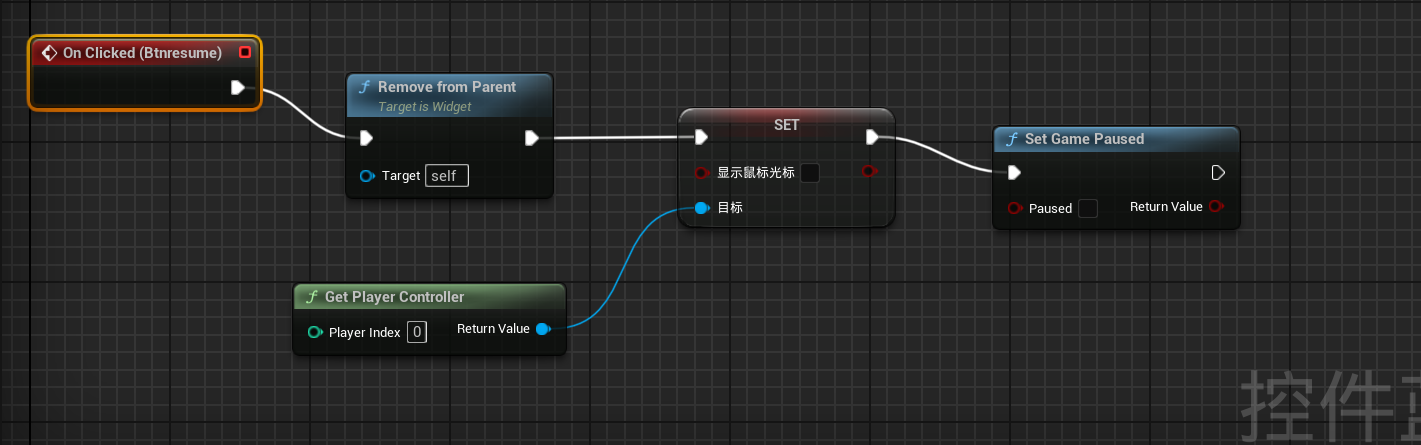 On Clicked (Btnresume)
f Remove from Parent
Target is Widget
Target self
SET
显示鼠标光标
目标
f Set Game Paused
Paused Return Value
f Get Player Controller
Player Index 0 Return Value
控件